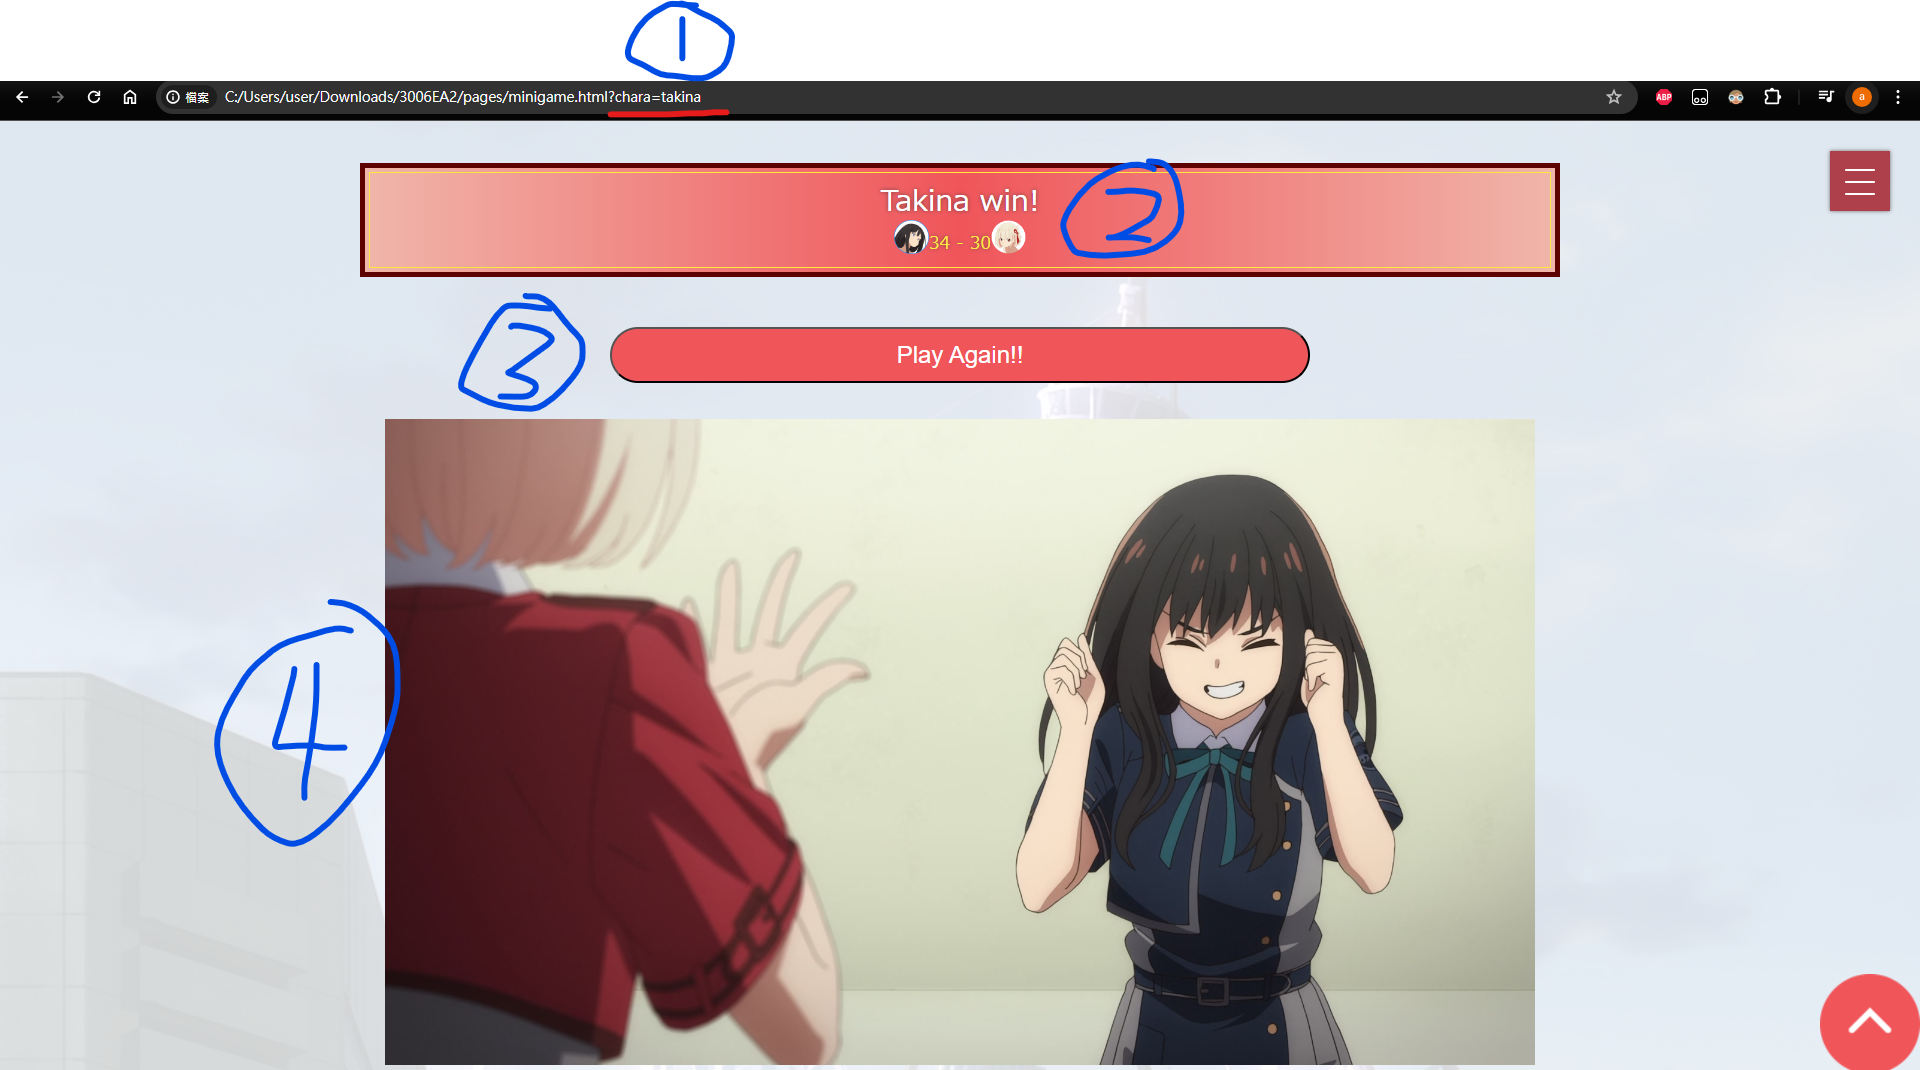 1
檔案 C:/Users/user/Downloads/3006EA2/pages/minigame.html?chara=takina
ABP
a
Takina win!
34 - 30
2
3
Play Again!!
4